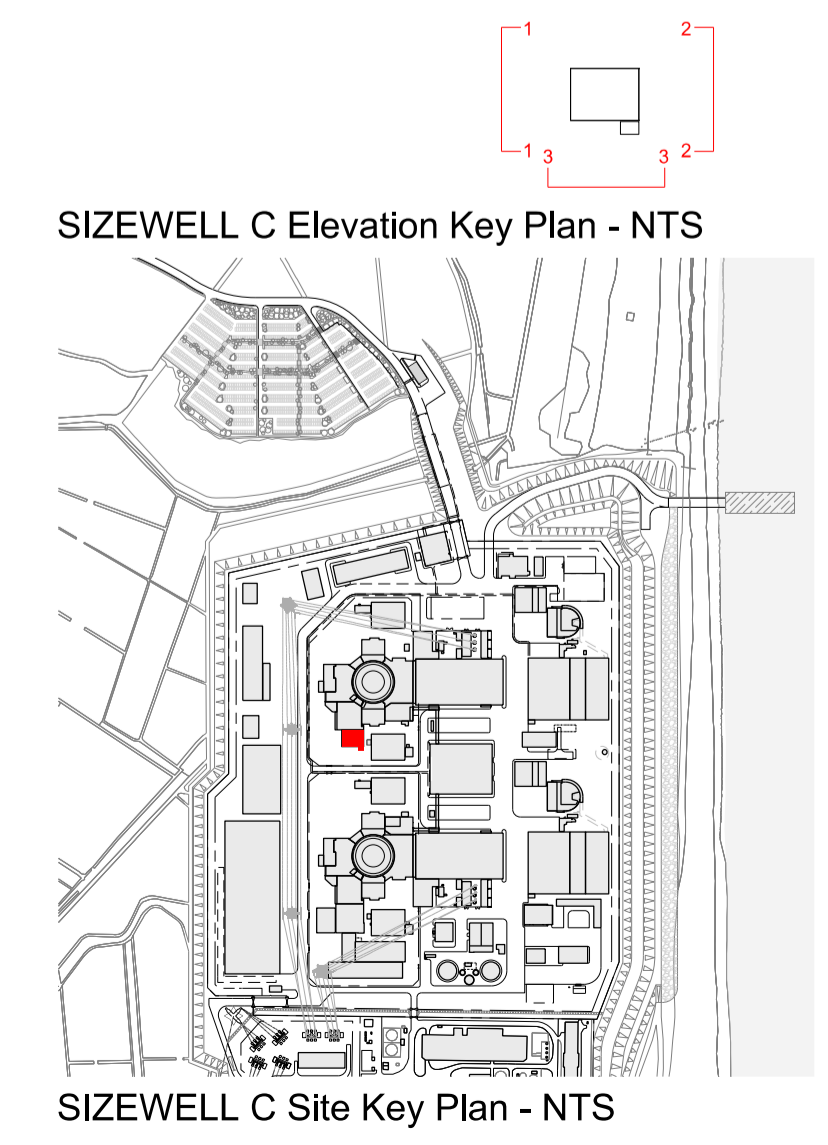 1 2
1 3 3 2
SIZEWELL C Elevation Key Plan - NTS
SIZEWELL C Site Key Plan - NTS